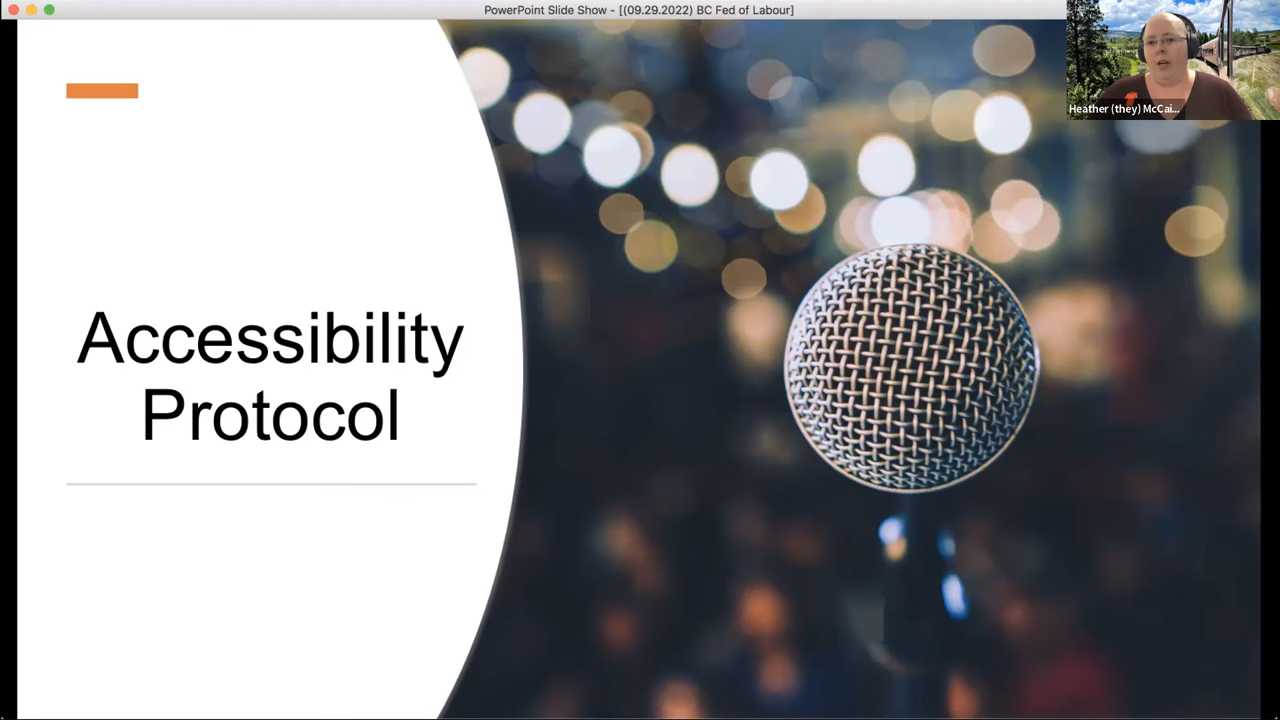 PowerPoint Slide Show - [(09.29.2022) BC Fed of Labour]
Heather (they) McCai...
Accessibility
Protocol